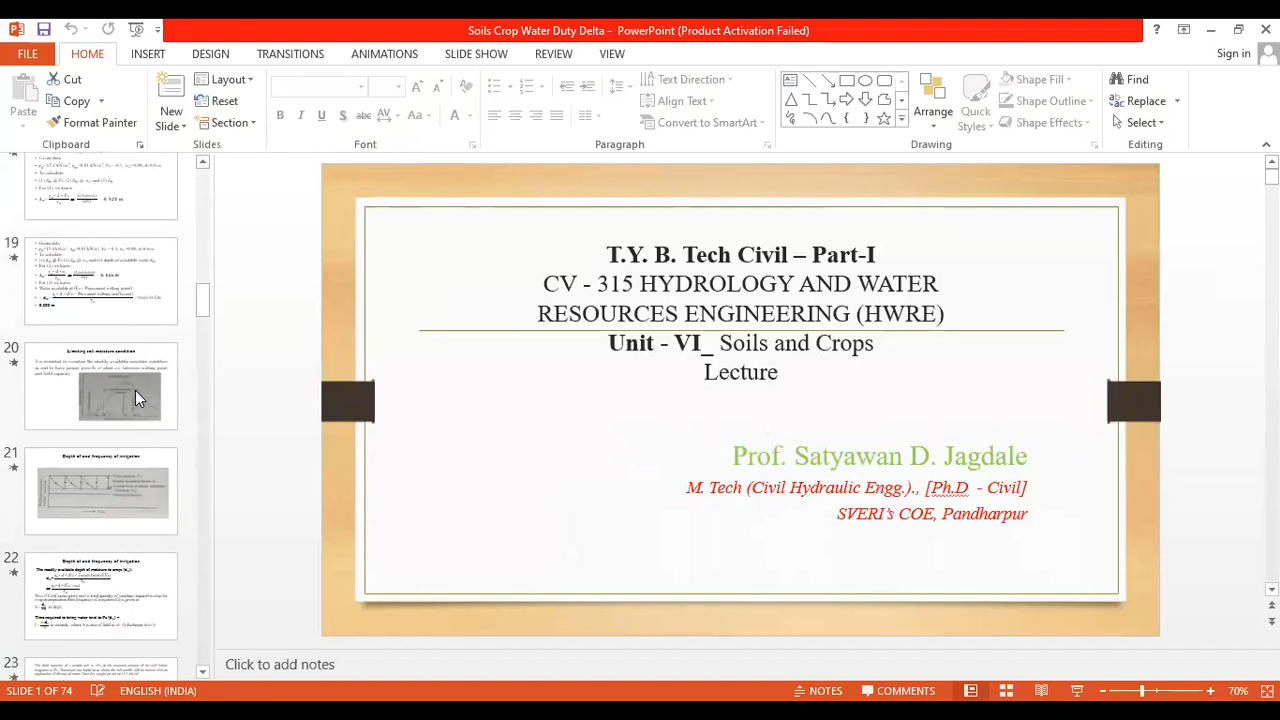 Soils Crop Water Duty Delta - PowerPoint (Product Activation Failed)
FILE HOME INSERT DESIGN TRANSITIONS ANIMATIONS SLIDE SHOW REVIEW VIEW Sign in
Paste Cut Copy Format Painter Clipboard
New Slide Layout Reset Section Slides
Font
Text Direction Align Text Convert to SmartArt Paragraph
Arrange Quick Styles Shape Fill Shape Outline Shape Effects Drawing
Find Replace Select Editing
19
20
Limiting soil moisture condition
21
Depth of and frequency of irrigation
22
Depth of and frequency of irrigation
23
T.Y. B. Tech Civil – Part-I
CV - 315 HYDROLOGY AND WATER
RESOURCES ENGINEERING (HWRE)
Unit - VI_ Soils and Crops
Lecture
Prof. Satyawan D. Jagdale
M. Tech (Civil Hydraulic Engg.)., [Ph.D. - Civil]
SVERI's COE, Pandharpur
Click to add notes
SLIDE 1 OF 74 ENGLISH (INDIA) NOTES COMMENTS 70%